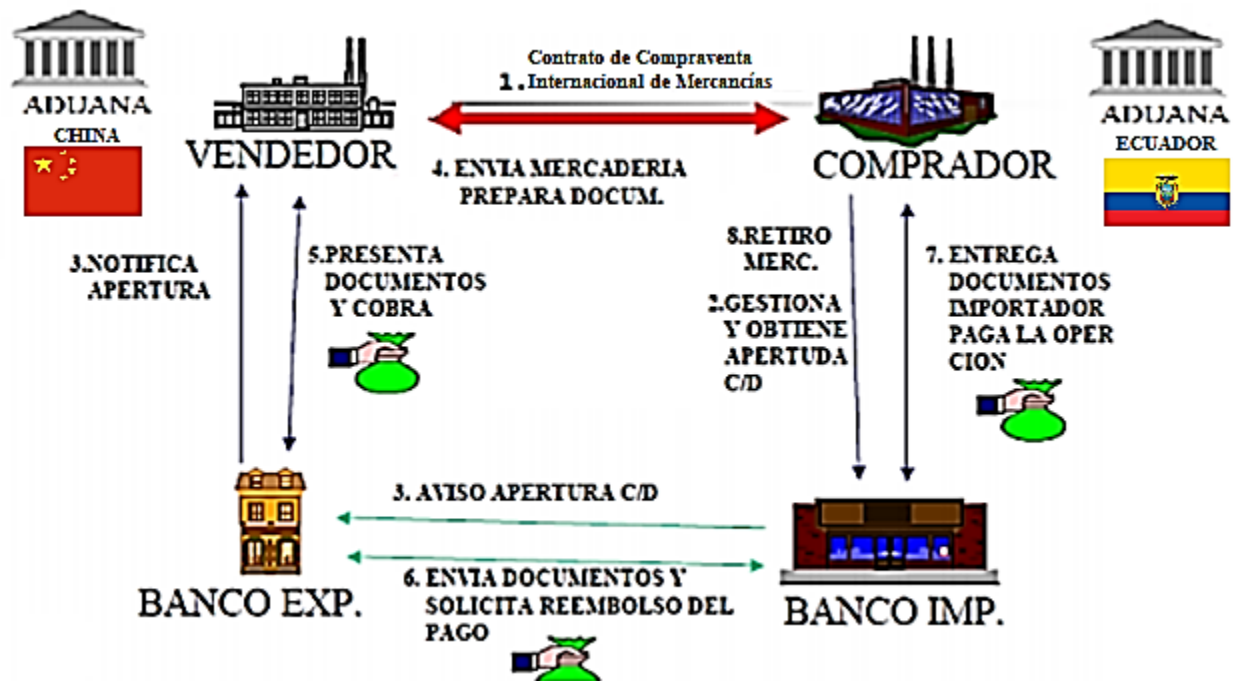 Contrato de Compraventa
1. Internacional de Mercancías
ADUANA
CHINA
VENDEDOR
COMPRADOR
ADUANA
ECUADOR
4. ENVIA MERCADERIA
PREPARA DOCUM.
3.NOTIFICA
APERTURA
5.PRESENTA
DOCUMENTOS
Y COBRA
8.RETIRO
MERC.
2.GESTIONA
Y OBTIENE
APERTUDA
C/D
7. ENTREGA
DOCUMENTOS
IMPORTADOR
PAGA LA OPER
CION
3. AVISO APERTURA C/D
BANCO EXP.
6. ENVIA DOCUMENTOS Y
SOLICITA REEMBOLSO DEL
PAGO
BANCO IMP.